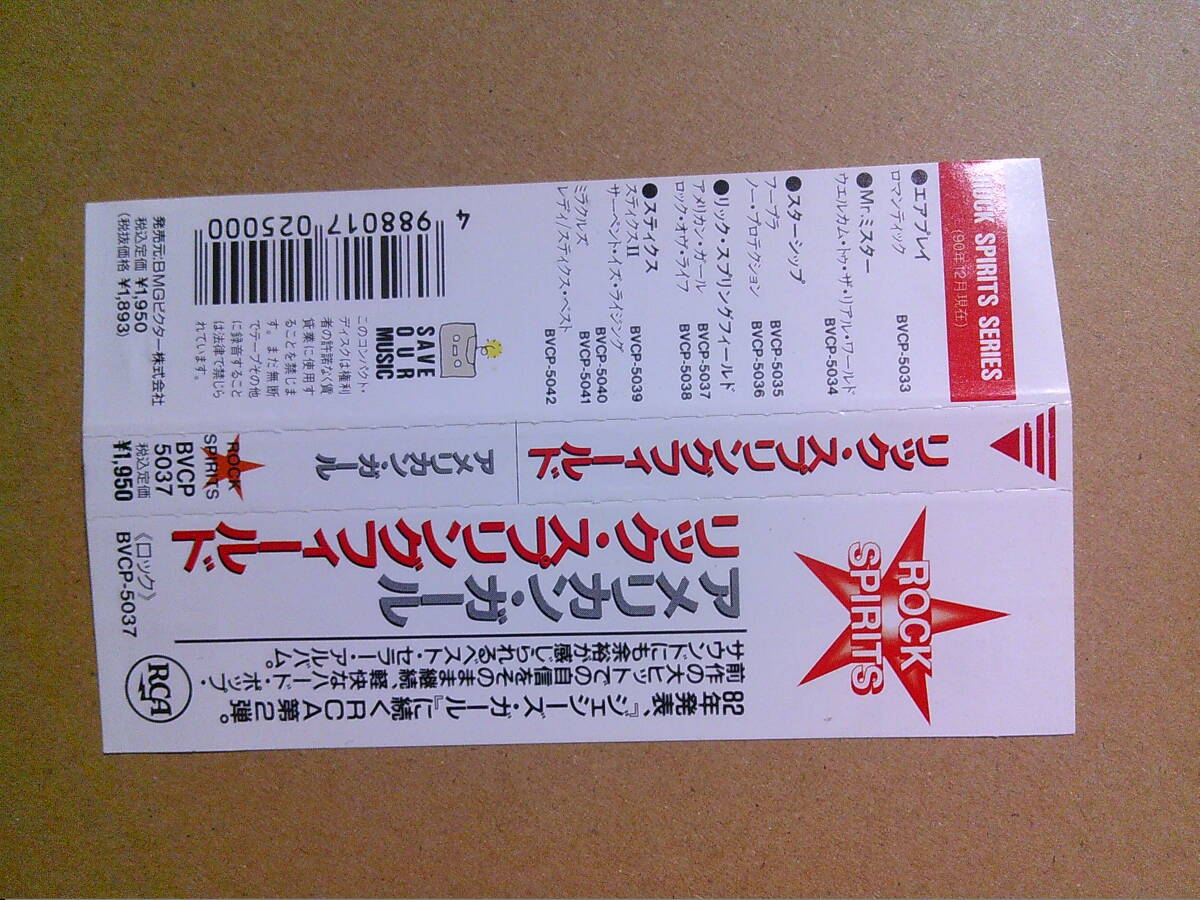 ROCK
SPIRITS
リック・スプリングフィールド
アメリカン・ガール
82年発表、『ジェシーズ・ガール』に続くRCA第2弾。
前作の大ヒットでの自信をそのまま継続、軽快なハード・ポップ・
サウンドにも余裕が感じられるベスト・セラー・アルバム。
《ロック》
BVCP-5037
RCA
リック・スプリングフィールド
アメリカン・ガール
ROCK
SPIRITS
BVCP
5037
税込定価
¥1,950
ROCK SPIRITS SERIES
(90年12月現在)
●エアプレイ
ロマンティック BVCP-5033
●Mr.ミスター
ウエルカム・トゥ・ザ・リアル・ワールド BVCP-5034
●スターシップ
フープラ BVCP-5035
ノー・プロテクション BVCP-5036
●リック・スプリングフィールド
アメリカン・ガール BVCP-5037
ロック・オヴ・ライフ BVCP-5038
●スティクス
スティクスII BVCP-5039
サーペント・イズ・ライジング BVCP-5040
ミラクルズ BVCP-5041
レディ/スティクス・ベスト BVCP-5042
4 988017 025000
SAVE
OUR
MUSIC
このコンパクト・
ディスクは権利
者の許諾なく賃
貸業に使用す
ることを禁じま
す。また無断
でテープその他
に録音すること
は法律で禁じら
れています。
発売元:BMGビクター株式会社
税込定価 ¥1,950
(税抜価格 ¥1,893)